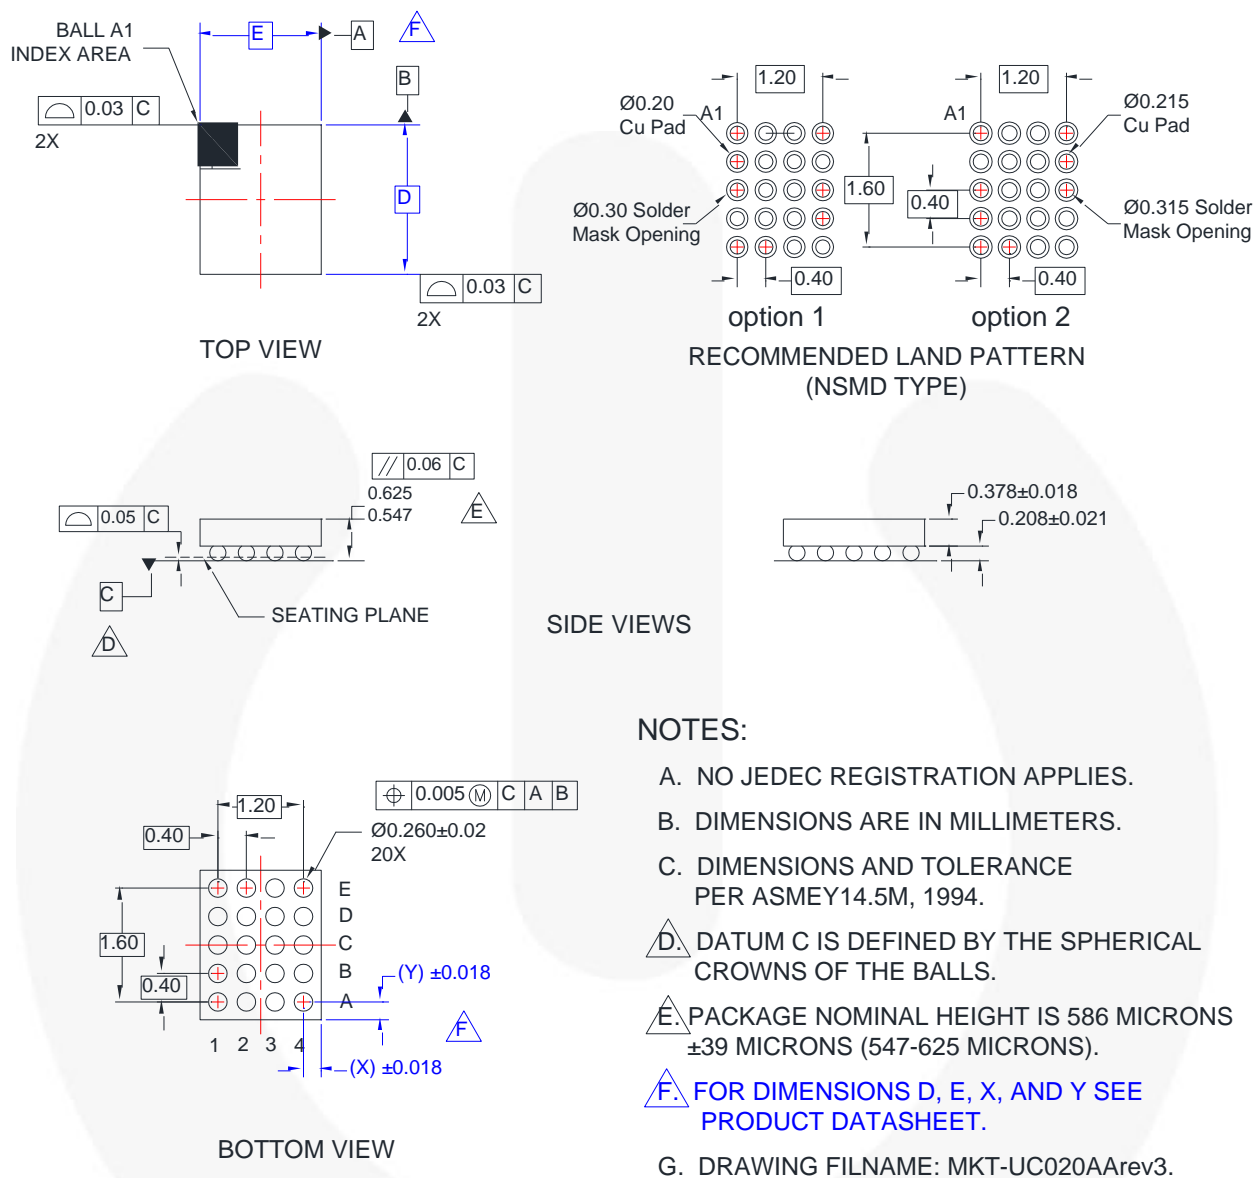 BALL A1
INDEX AREA
E
A
F
B
0.03 C
2X
D
0.03 C
2X
TOP VIEW
1.20
Ø0.20
Cu Pad
A1
Ø0.30 Solder
Mask Opening
0.40
option 1
1.20
A1
Ø0.215
Cu Pad
1.60
0.40
Ø0.315 Solder
Mask Opening
0.40
option 2
RECOMMENDED LAND PATTERN
(NSMD TYPE)
// 0.06 C
0.625
0.547
E
0.05 C
C
D
SEATING PLANE
0.378±0.018
0.208±0.021
SIDE VIEWS
0.005 Ⓜ C A B
Ø0.260±0.02
20X
1.20
0.40
E
D
C
B
A
1.60
0.40
(Y) ±0.018
F
1 2 3 4
(X) ±0.018
BOTTOM VIEW
NOTES:
A. NO JEDEC REGISTRATION APPLIES.
B. DIMENSIONS ARE IN MILLIMETERS.
C. DIMENSIONS AND TOLERANCE
PER ASMEY14.5M, 1994.
D. DATUM C IS DEFINED BY THE SPHERICAL
CROWNS OF THE BALLS.
E. PACKAGE NOMINAL HEIGHT IS 586 MICRONS
±39 MICRONS (547-625 MICRONS).
F. FOR DIMENSIONS D, E, X, AND Y SEE
PRODUCT DATASHEET.
G. DRAWING FILNAME: MKT-UC020AArev3.